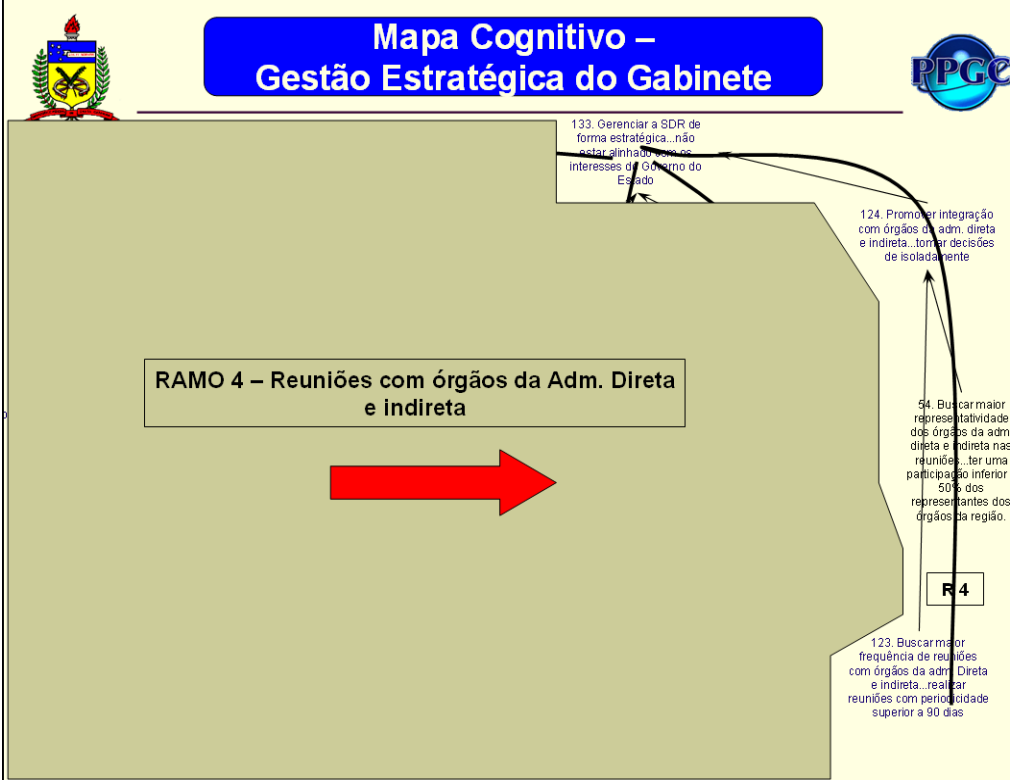 Mapa Cognitivo –
Gestão Estratégica do Gabinete
PPGC
133. Gerenciar a SDR de
forma estratégica...não
estar alinhado com os
interesses do Governo do
Estado
124. Promover integração
com órgãos da adm. direta
e indireta...tomar decisões
de isoladamente
RAMO 4 – Reuniões com órgãos da Adm. Direta
e indireta
54. Buscar maior
representatividade
dos órgãos da adm
direta e indireta nas
reuniões...ter uma
participação inferior
50% dos
representantes dos
órgãos da região.
R 4
123. Buscar maior
frequência de reuniões
com órgãos da adm. Direta
e indireta...realizar
reuniões com periodicidade
superior a 90 dias